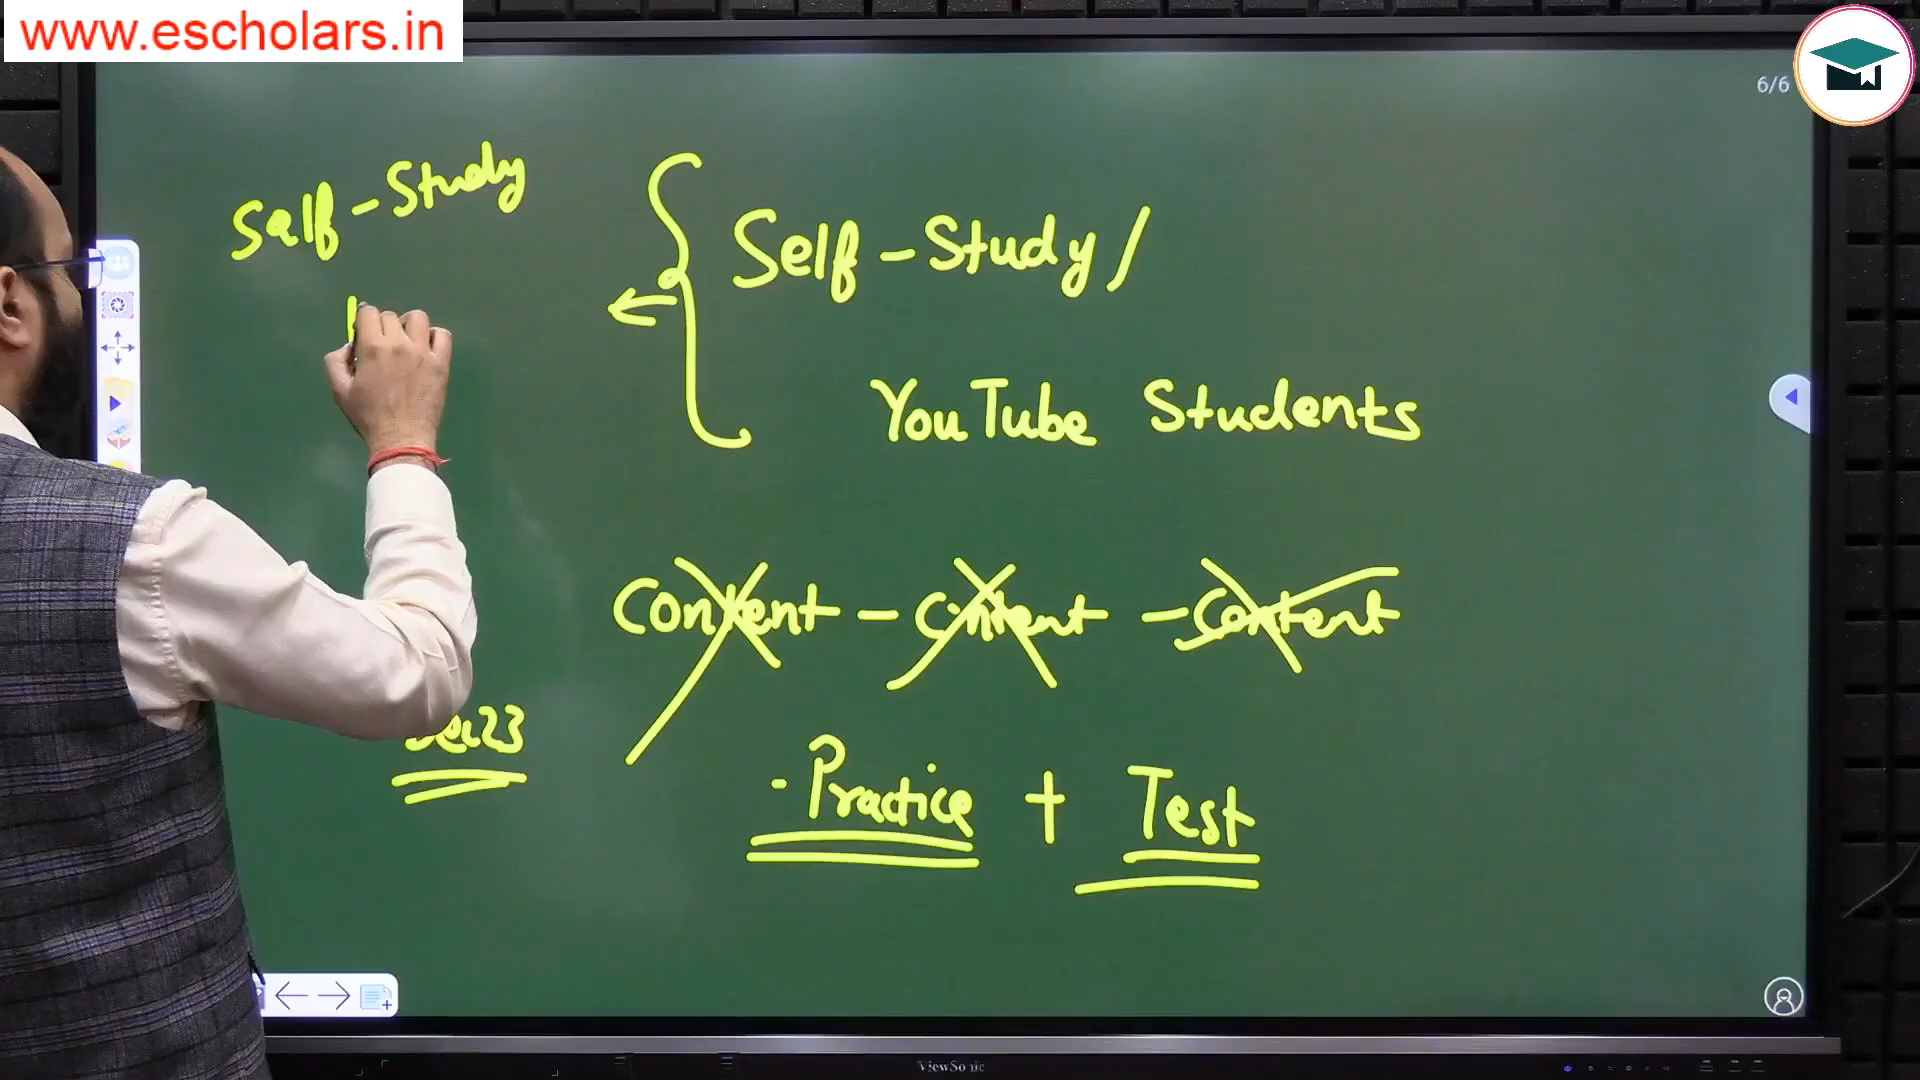 www.escholars.in
6/6
Self-Study
Self-Study/
YouTube Students
Content - Content - Content
Dec23
Practice + Test
ViewSonic